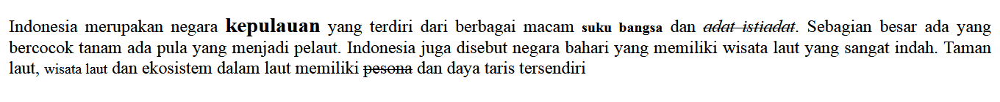 Indonesia merupakan negara kepulauan yang terdiri dari berbagai macam suku bangsa dan adat istiadat. Sebagian besar ada yang
bercocok tanam ada pula yang menjadi pelaut. Indonesia juga disebut negara bahari yang memiliki wisata laut yang sangat indah. Taman
laut, wisata laut dan ekosistem dalam laut memiliki pesona dan daya taris tersendiri